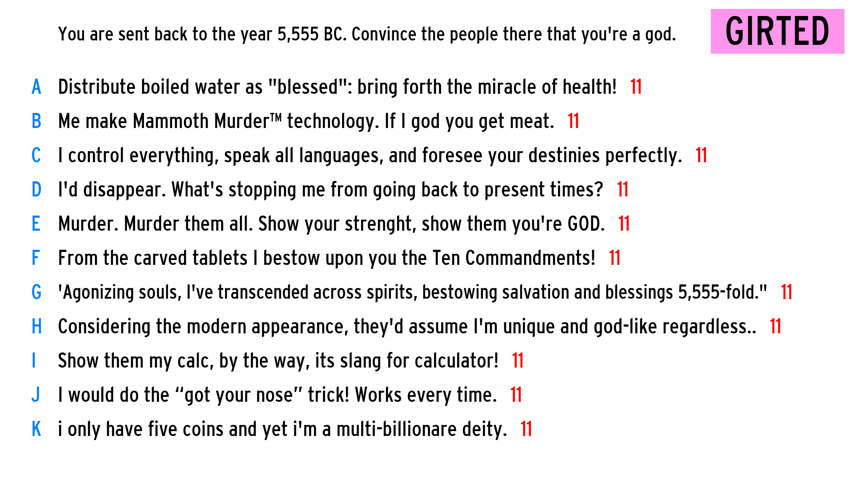 You are sent back to the year 5,555 BC. Convince the people there that you're a god.
GIRTED
A Distribute boiled water as "blessed": bring forth the miracle of health! 11
B Me make Mammoth Murder™ technology. If I god you get meat. 11
C I control everything, speak all languages, and foresee your destinies perfectly. 11
D I'd disappear. What's stopping me from going back to present times? 11
E Murder. Murder them all. Show your strenght, show them you're GOD. 11
F From the carved tablets I bestow upon you the Ten Commandments! 11
G 'Agonizing souls, I've transcended across spirits, bestowing salvation and blessings 5,555-fold." 11
H Considering the modern appearance, they'd assume I'm unique and god-like regardless.. 11
I Show them my calc, by the way, its slang for calculator! 11
J I would do the “got your nose” trick! Works every time. 11
K i only have five coins and yet i'm a multi-billionare deity. 11